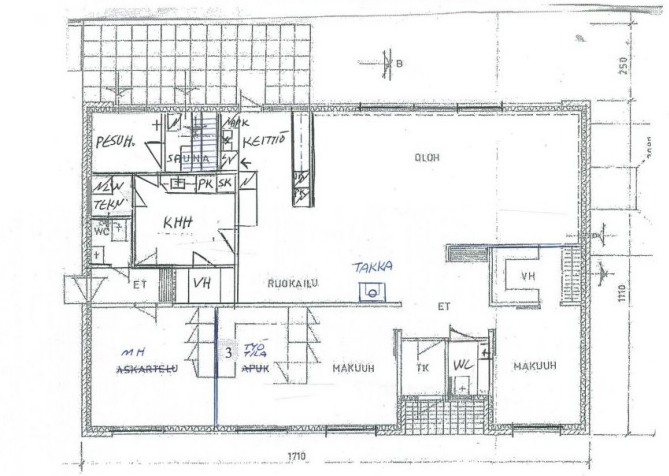 B
250
PESUH.
SAUNA
KEITTIÖ
OLOH
TEKN
PK SK
WC
KHH
ET
VH
RUOKAILU
TAKKA
ET
VH
1110
MH
ASKARTELU
3
TYÖ
TILA
APUK
MAKUUH
TK
WC
MAKUUH
1710